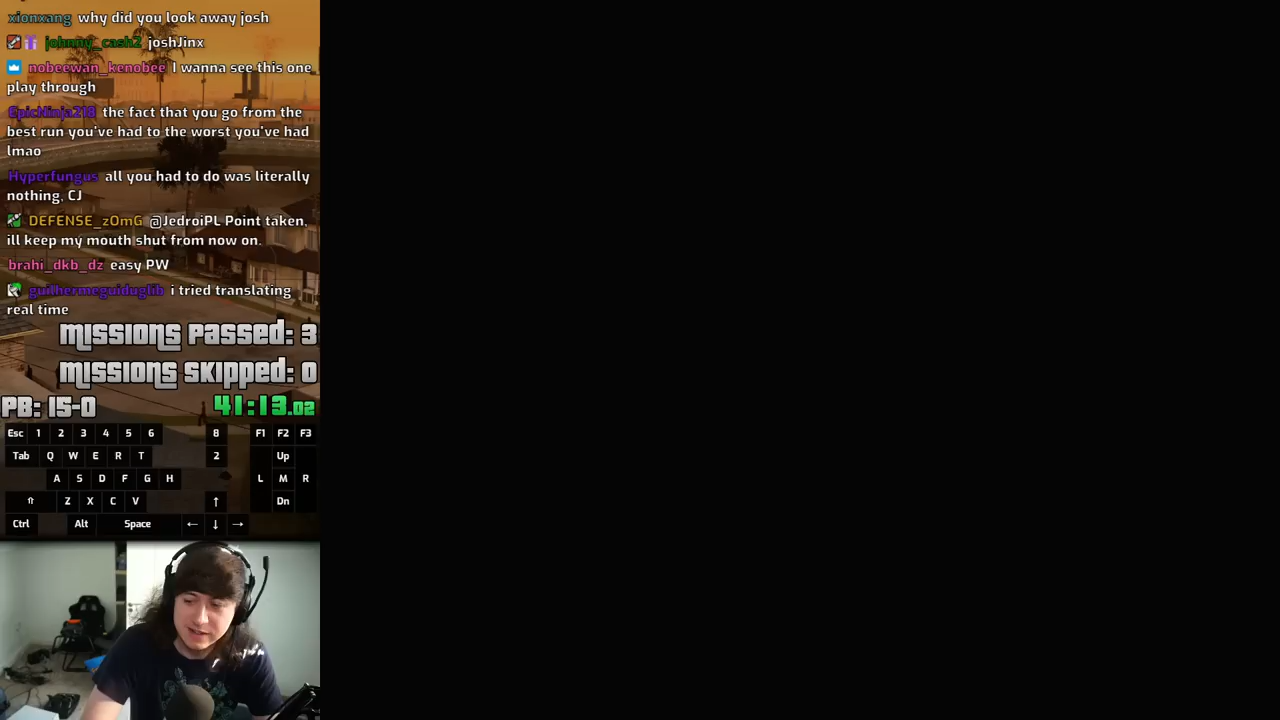 xionxang why did you look away josh
johnny_cash2 joshJinx
nobeewan_kenobee I wanna see this one
play through
EpicNinja218 the fact that you go from the
best run you've had to the worst you've had
lmao
Hyperfungus all you had to do was literally
nothing, CJ
DEFENSE_zOmG @JedroiPL Point taken,
ill keep my mouth shut from now on.
brahi_dkb_dz easy PW
guilhermeguiduglib i tried translating
real time
Missions Passed: 3
Missions Skipped: 0
PB: 15-0 41:13.02
Esc 1 2 3 4 5 6 8 F1 F2 F3
Tab Q W E R T 2 Up
A S D F G H L M R
⇧ Z X C V ↑ Dn
Ctrl Alt Space ← ↓ →